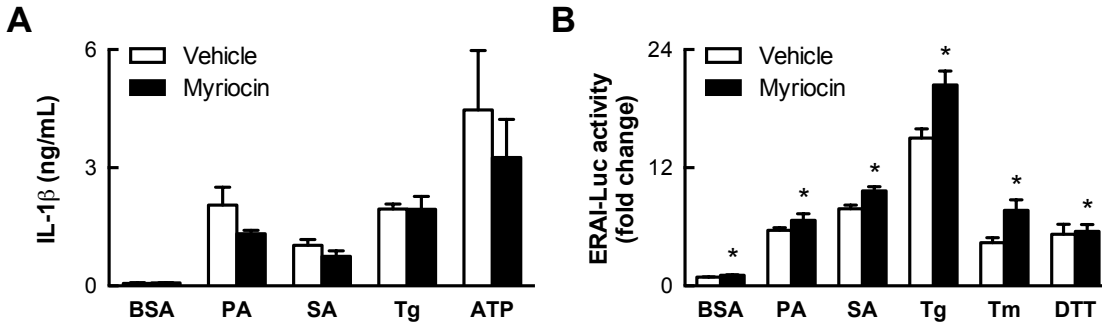 A
IL-1β (ng/mL)
6
3
0
Vehicle
Myriocin
BSA PA SA Tg ATP
B
ERAI-Luc activity
(fold change)
24
12
0
Vehicle
Myriocin
* * * * * *
BSA PA SA Tg Tm DTT